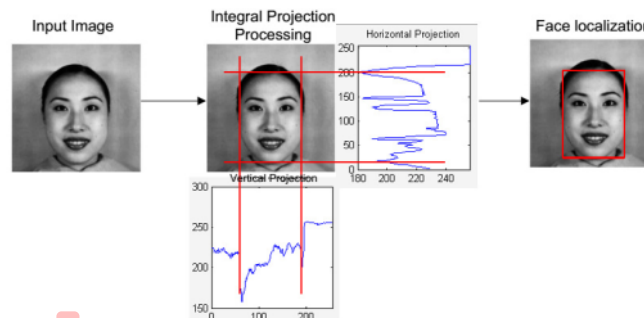 Input Image
Integral Projection
Processing
Horizontal Projection
Face localization
250
200
150
100
50
0
180 200 220 240
Vertical Projection
300
250
200
150
0 100 200